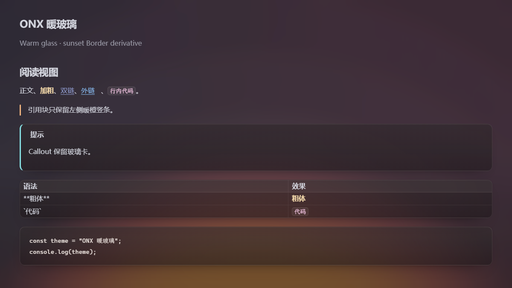 ONX 暖玻璃
Warm glass · sunset Border derivative
阅读视图
正文、加粗、双链、外链 、 行内代码 。
引用块只保留左侧暖橙竖条。
提示
Callout 保留玻璃卡。
语法 效果
**粗体** 粗体
`代码` 代码
const theme = "ONX 暖玻璃";
console.log(theme);